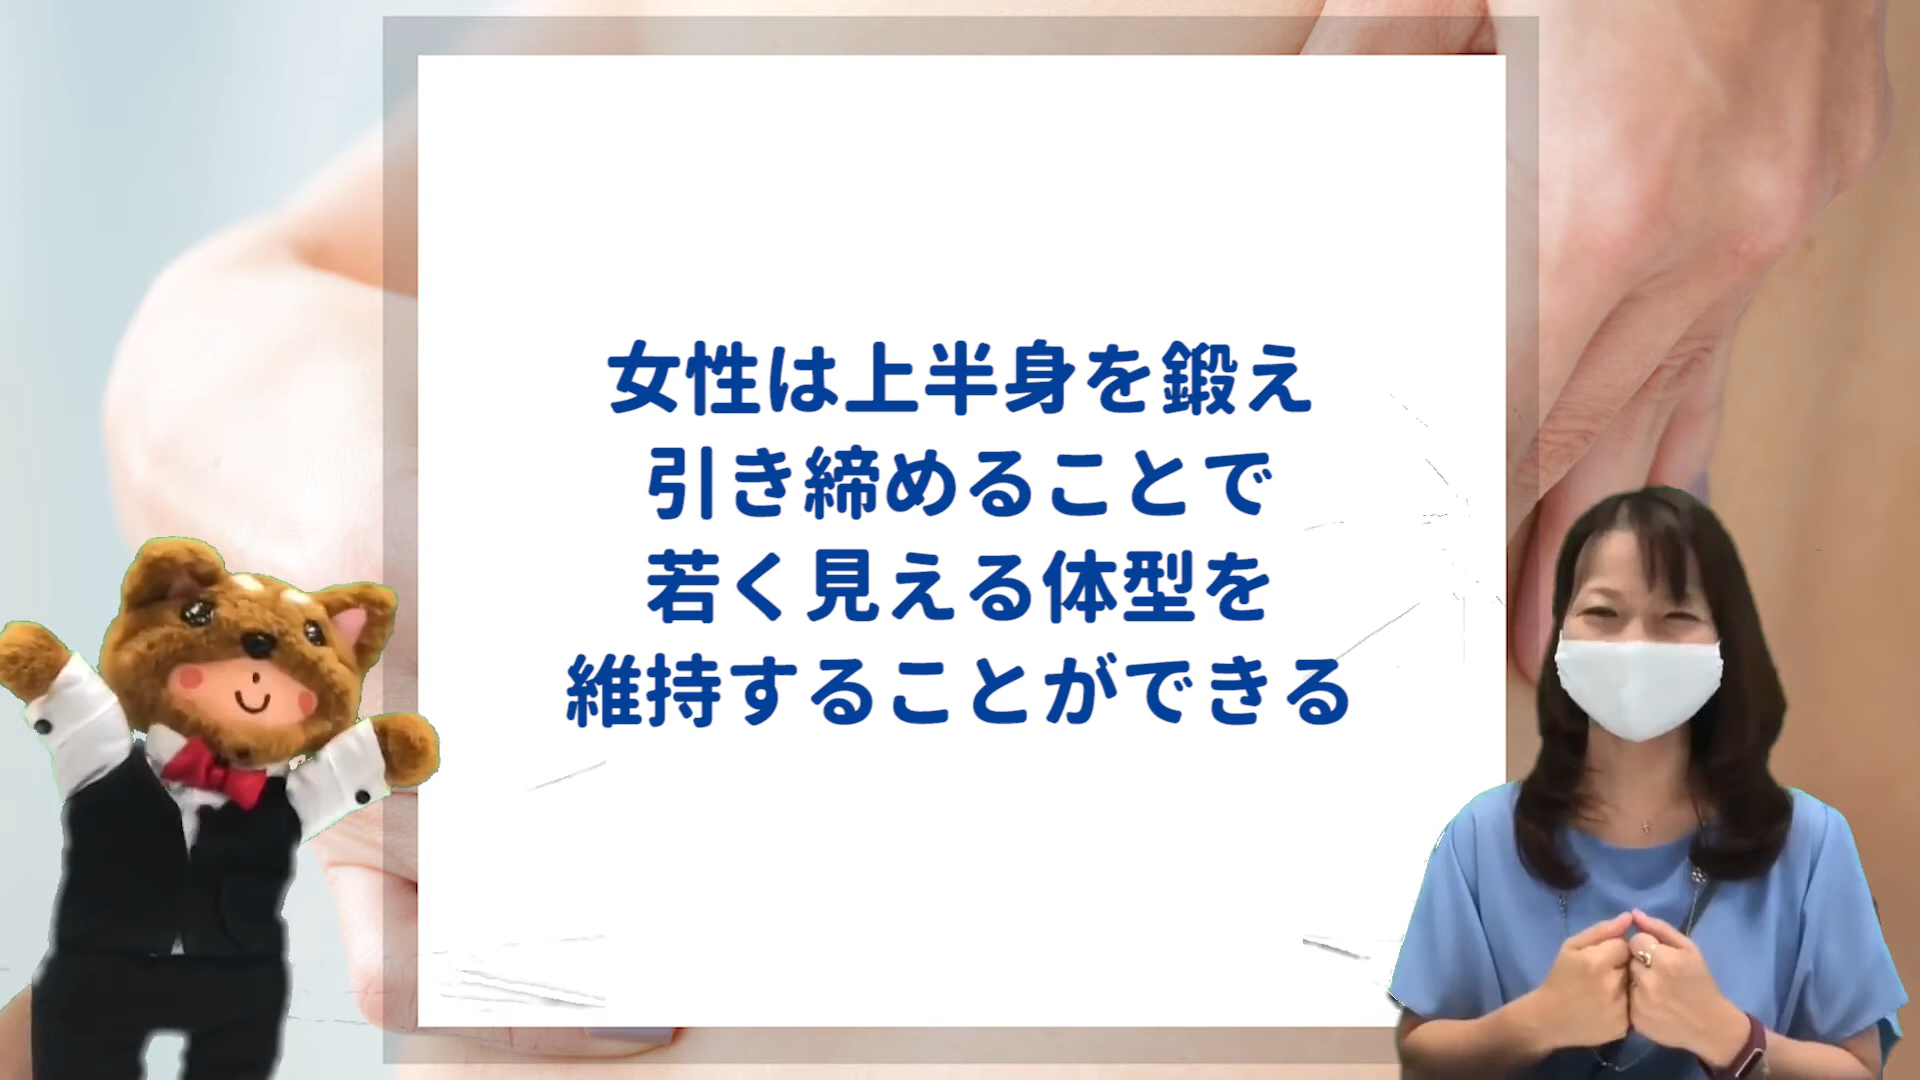 女性は上半身を鍛え
引き締めることで
若く見える体型を
維持することができる